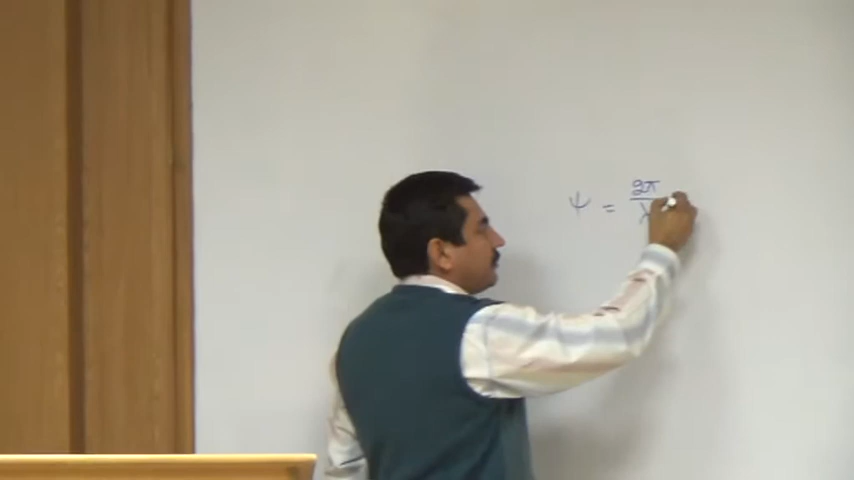 ψ = 2π/λ